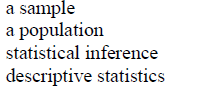 a sample
a population
statistical inference
descriptive statistics